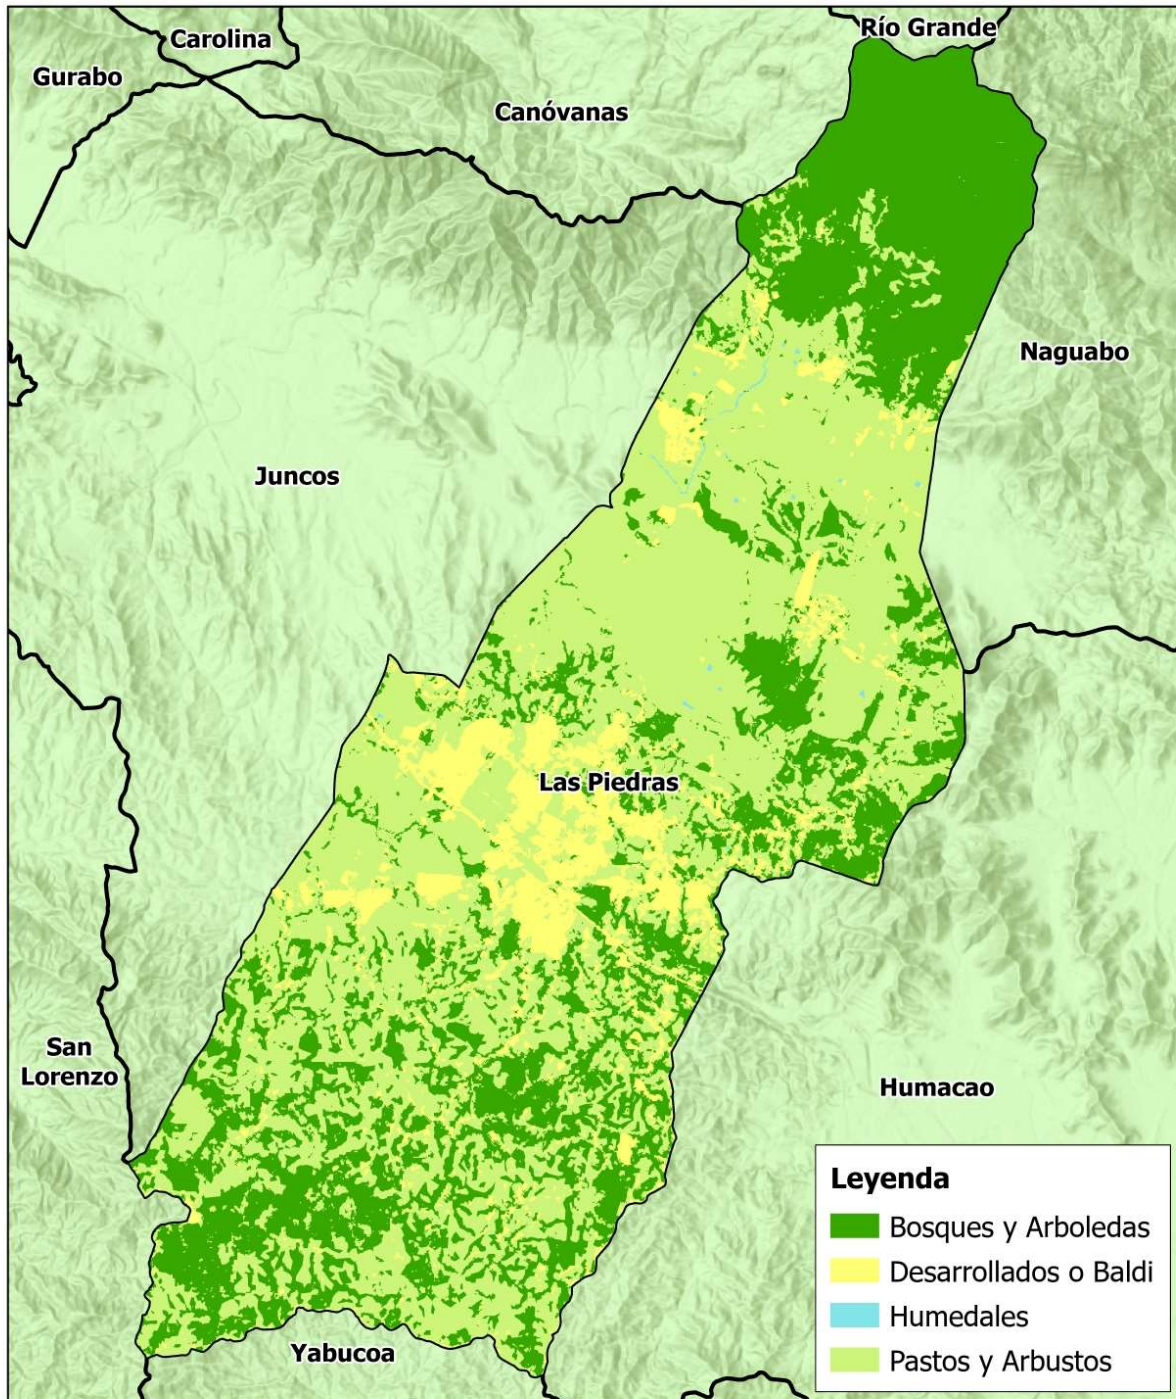 Carolina
Río Grande
Gurabo
Canóvanas
Naguabo
Juncos
Las Piedras
San
Lorenzo
Humacao
Yabucoa
Leyenda
Bosques y Arboledas
Desarrollados o Baldi
Humedales
Pastos y Arbustos